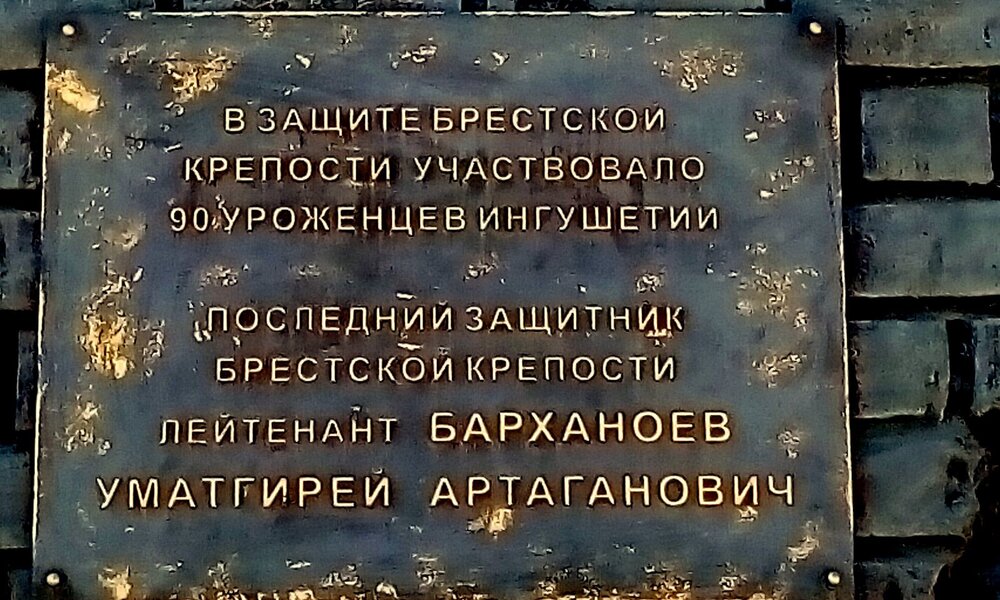 В ЗАЩИТЕ БРЕСТСКОЙ
КРЕПОСТИ УЧАСТВОВАЛО
90 УРОЖЕНЦЕВ ИНГУШЕТИИ
ПОСЛЕДНИЙ ЗАЩИТНИК
БРЕСТСКОЙ КРЕПОСТИ
ЛЕЙТЕНАНТ БАРХАНОЕВ
УМАТГИРЕЙ АРТАГАНОВИЧ